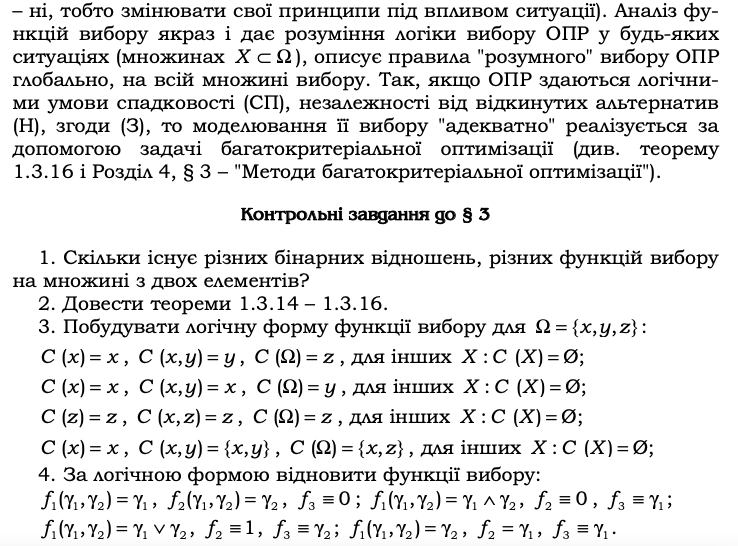 – ні, тобто змінювати свої принципи під впливом ситуації). Аналіз фу-
нкцій вибору якраз і дає розуміння логіки вибору ОПР у будь-яких
ситуаціях (множинах X ⊂ Ω), описує правила "розумного" вибору ОПР
глобально, на всій множині вибору. Так, якщо ОПР здаються логічни-
ми умови спадковості (СП), незалежності від відкинутих альтернатив
(Н), згоди (З), то моделювання її вибору "адекватно" реалізується за
допомогою задачі багатокритеріальної оптимізації (див. теорему
1.3.16 і Розділ 4, § 3 – "Методи багатокритеріальної оптимізації").
Контрольні завдання до § 3
1. Скільки існує різних бінарних відношень, різних функцій вибору
на множині з двох елементів?
2. Довести теореми 1.3.14 – 1.3.16.
3. Побудувати логічну форму функції вибору для Ω = {x, y, z} :
C (x) = x , C (x, y) = y , C (Ω) = z , для інших X : C (X) = Ø;
C (x) = x , C (x, y) = x , C (Ω) = y , для інших X : C (X) = Ø;
C (z) = z , C (x, z) = z , C (Ω) = z , для інших X : C (X) = Ø;
C (x) = x , C (x, y) = {x, y} , C (Ω) = {x, z} , для інших X : C (X) = Ø;
4. За логічною формою відновити функції вибору:
f₁(γ₁, γ₂) = γ₁ , f₂(γ₁, γ₂) = γ₂ , f₃ ≡ 0 ; f₁(γ₁, γ₂) = γ₁ ∧ γ₂ , f₂ ≡ 0 , f₃ ≡ γ₁ ;
f₁(γ₁, γ₂) = γ₁ ∨ γ₂ , f₂ ≡ 1 , f₃ ≡ γ₂ ; f₁(γ₁, γ₂) = γ₂ , f₂ = γ₁ , f₃ ≡ γ₁ .